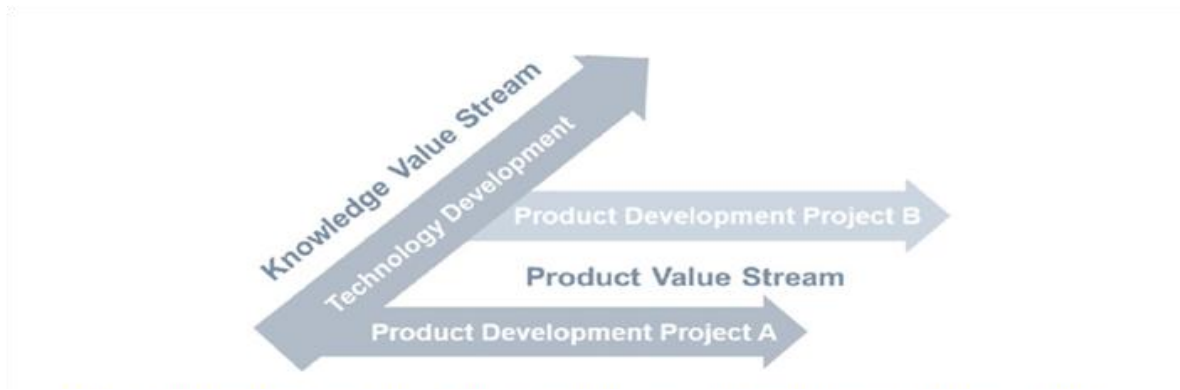 Knowledge Value Stream
Technology Development
Product Development Project B
Product Value Stream
Product Development Project A